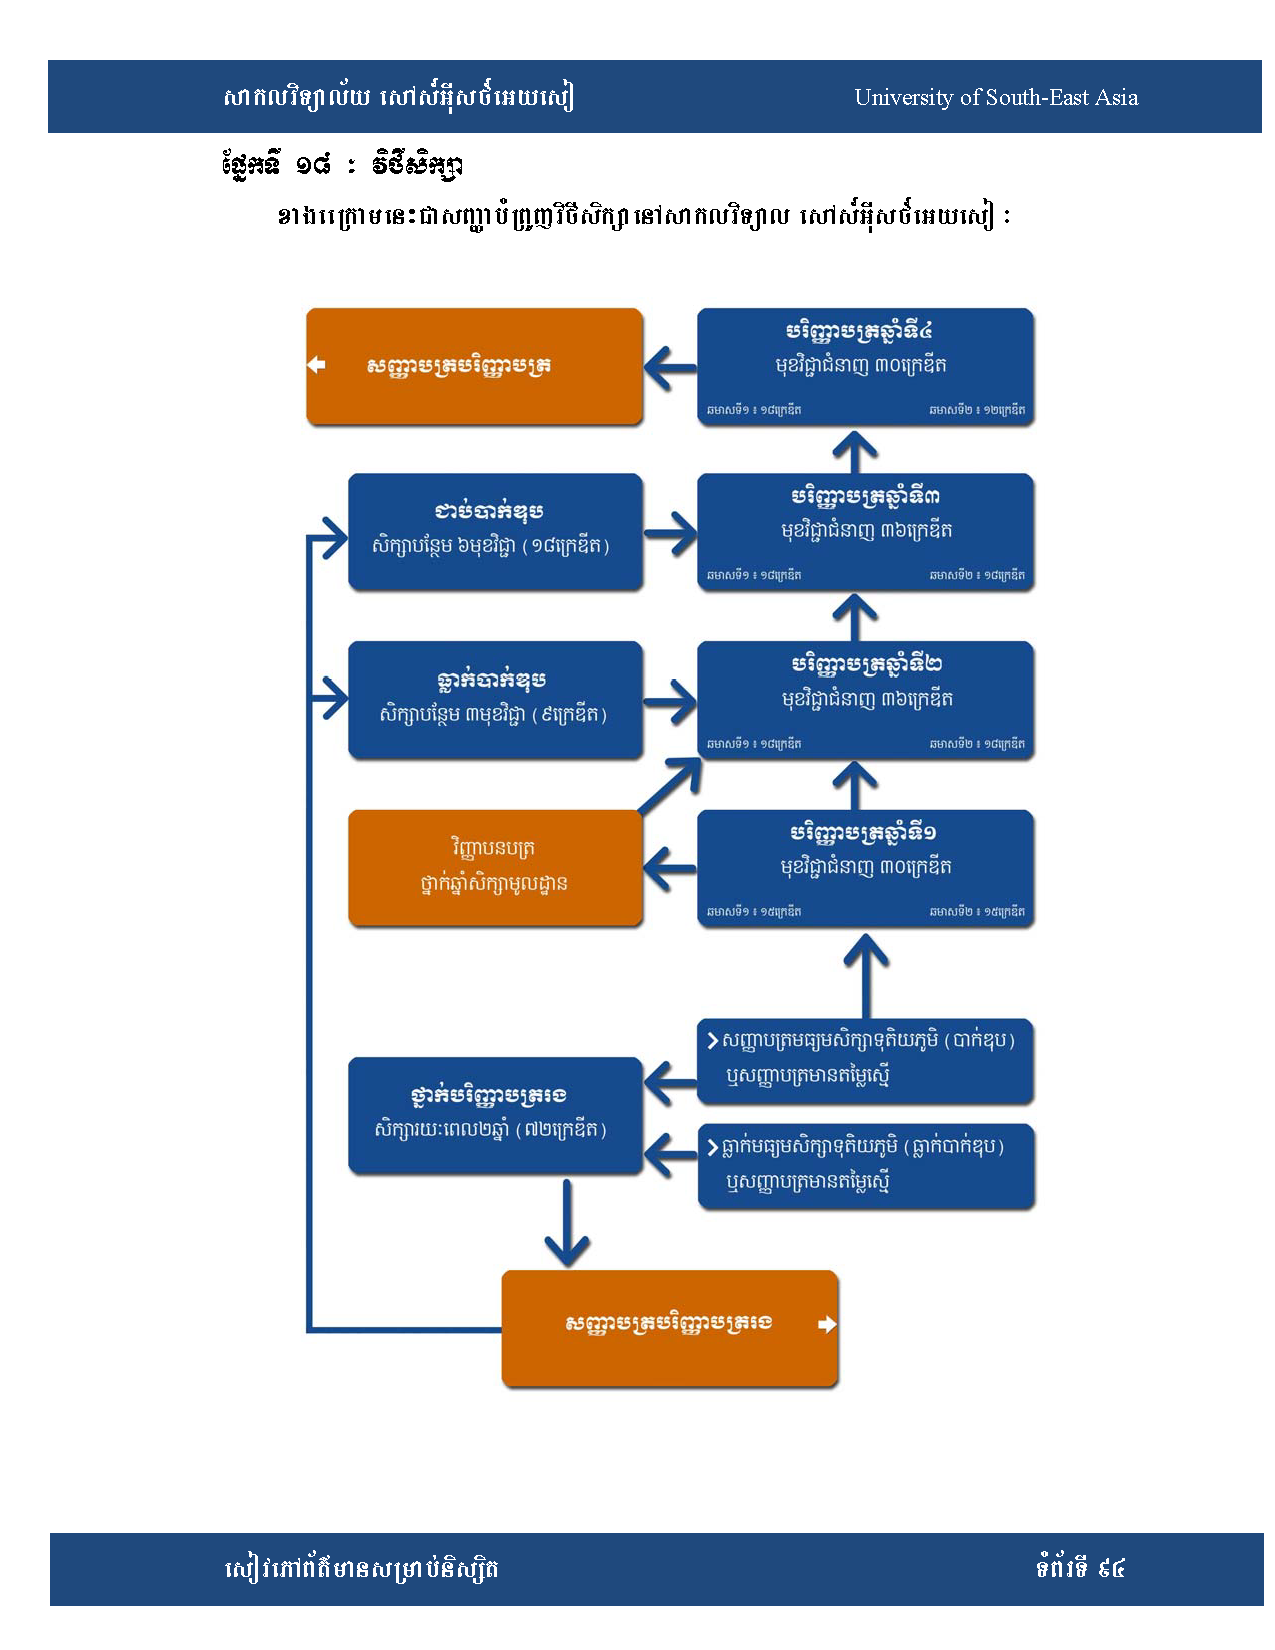 សាកលវិទ្យាល័យ សៅស៍អ៊ីសថ៍អេយសៀ
University of South-East Asia
ផ្នែកទី ១៨ : វិថីសិក្សា
ខាងក្រោមនេះជាសញ្ញាបំព្រួញវិថីសិក្សានៅសាកលវិទ្យាល សៅស៍អ៊ីសថ៍អេយសៀ :
សញ្ញាបត្របរិញ្ញាបត្រ
បរិញ្ញាបត្រឆ្នាំទី៤
មុខវិជ្ជាជំនាញ ៣០ក្រេឌីត
ឆមាសទី១ ៖ ១៨ក្រេឌីត
ឆមាសទី២ ៖ ១២ក្រេឌីត
ជាប់បាក់ឌុប
សិក្សាបន្ថែម ៦មុខវិជ្ជា (១៨ក្រេឌីត)
បរិញ្ញាបត្រឆ្នាំទី៣
មុខវិជ្ជាជំនាញ ៣៦ក្រេឌីត
ឆមាសទី១ ៖ ១៨ក្រេឌីត
ឆមាសទី២ ៖ ១៨ក្រេឌីត
ធ្លាក់បាក់ឌុប
សិក្សាបន្ថែម ៣មុខវិជ្ជា (៩ក្រេឌីត)
បរិញ្ញាបត្រឆ្នាំទី២
មុខវិជ្ជាជំនាញ ៣៦ក្រេឌីត
ឆមាសទី១ ៖ ១៨ក្រេឌីត
ឆមាសទី២ ៖ ១៨ក្រេឌីត
វិញ្ញាបនបត្រ
ថ្នាក់ឆ្នាំសិក្សាមូលដ្ឋាន
បរិញ្ញាបត្រឆ្នាំទី១
មុខវិជ្ជាជំនាញ ៣០ក្រេឌីត
ឆមាសទី១ ៖ ១៥ក្រេឌីត
ឆមាសទី២ ៖ ១៥ក្រេឌីត
សញ្ញាបត្រមធ្យមសិក្សាទុតិយភូមិ (បាក់ឌុប)
ឬសញ្ញាបត្រមានតម្លៃស្មើ
ថ្នាក់បរិញ្ញាបត្ររង
សិក្សារយៈពេល២ឆ្នាំ (៧២ក្រេឌីត)
ធ្លាក់មធ្យមសិក្សាទុតិយភូមិ (ធ្លាក់បាក់ឌុប)
ឬសញ្ញាបត្រមានតម្លៃស្មើ
សញ្ញាបត្របរិញ្ញាបត្ររង
សៀវភៅព័ត៌មានសម្រាប់និស្សិត
ទំព័រទី ៩៤